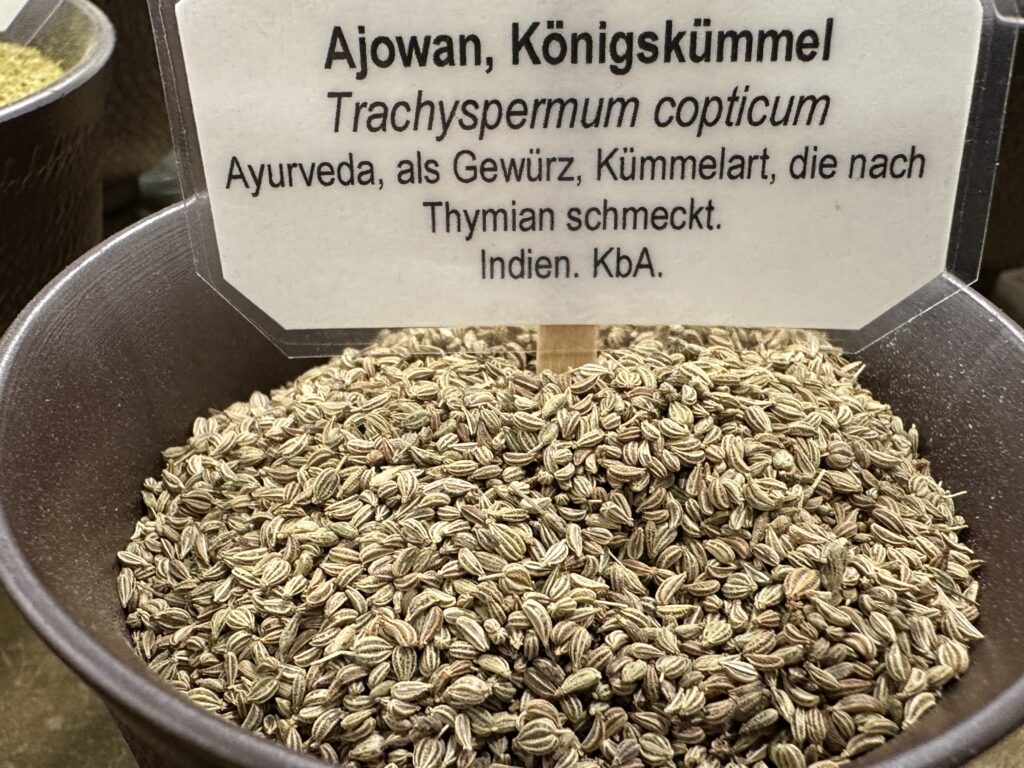 Ajowan, Königskümmel
Trachyspermum copticum
Ayurveda, als Gewürz, Kümmelart, die nach
Thymian schmeckt.
Indien. KbA.